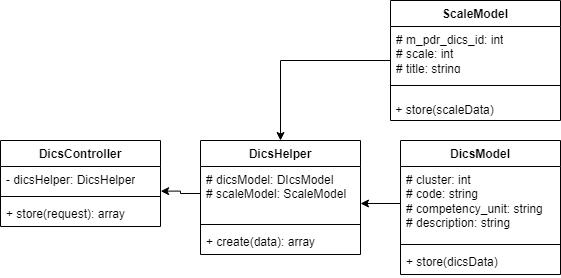 ScaleModel
# m_pdr_dics_id: int
# scale: int
# title: string
+ store(scaleData)
DicsController
- dicsHelper: DicsHelper
+ store(request): array
DicsHelper
# dicsModel: DIcsModel
# scaleModel: ScaleModel
+ create(data): array
DicsModel
# cluster: int
# code: string
# competency_unit: string
# description: string
+ store(dicsData)